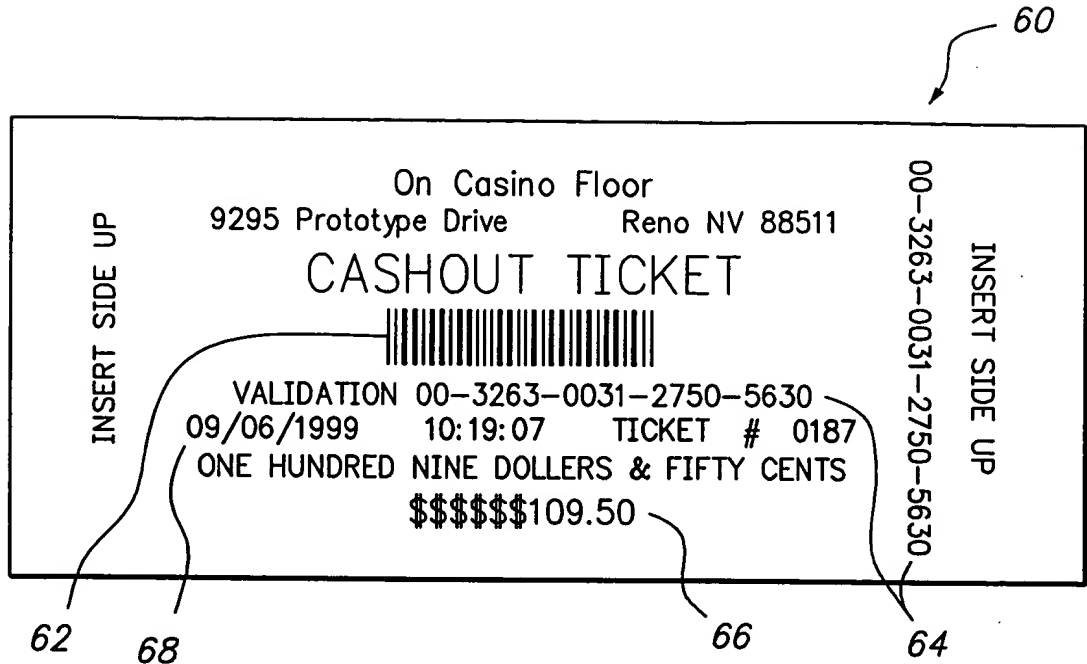 60
On Casino Floor
9295 Prototype Drive Reno NV 88511
CASHOUT TICKET
INSERT SIDE UP
VALIDATION 00-3263-0031-2750-5630
09/06/1999 10:19:07 TICKET # 0187
ONE HUNDRED NINE DOLLERS & FIFTY CENTS
$$$$$$109.50
00-3263-0031-2750-5630
INSERT SIDE UP
62
68
66
64